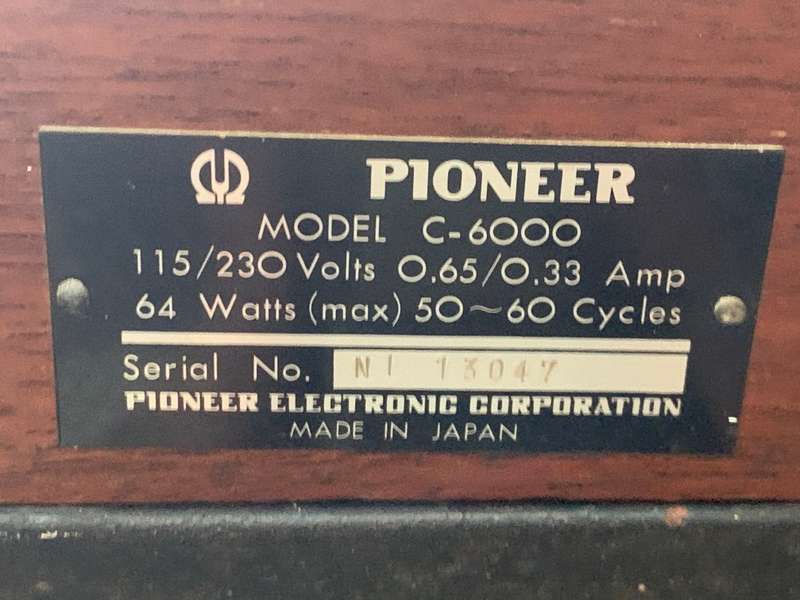 PIONEER
MODEL C-6000
115/230 Volts 0.65/0.33 Amp
64 Watts (max) 50~60 Cycles
Serial No. NI 13047
PIONEER ELECTRONIC CORPORATION
MADE IN JAPAN